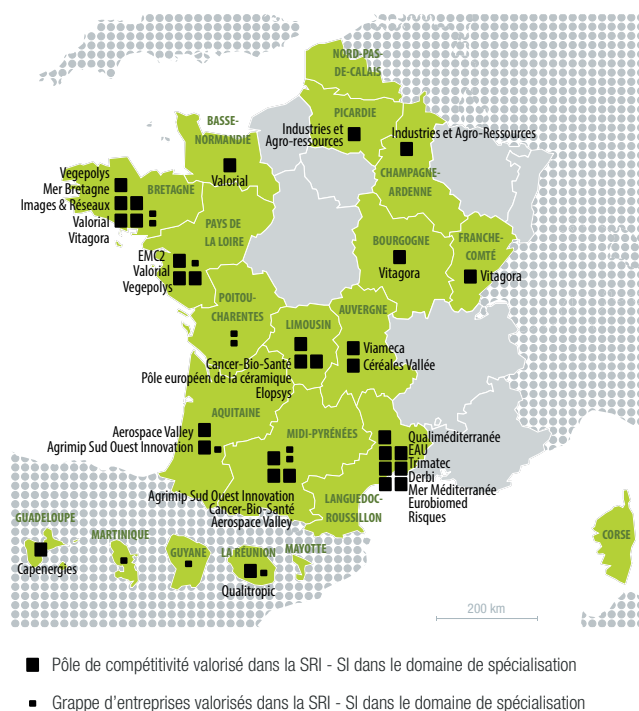 NORD-PAS-
DE-CALAIS
PICARDIE
Industries et
Agro-ressources
Industries et Agro-Ressources
CHAMPAGNE-
ARDENNE
BASSE-
NORMANDIE
Valorial
Vegepolys
Mer Bretagne
Images & Réseaux
Valorial
Vitagora
BRETAGNE
PAYS DE
LA LOIRE
EMC2
Valorial
Vegepolys
BOURGOGNE
Vitagora
FRANCHE-
COMTÉ
Vitagora
POITOU-
CHARENTES
LIMOUSIN
Cancer-Bio-Santé
Pôle européen de la céramique
Elopsys
AUVERGNE
Viameca
Céréales Vallée
AQUITAINE
Aerospace Valley
Agrimip Sud Ouest Innovation
MIDI-PYRÉNÉES
Agrimip Sud Ouest Innovation
Cancer-Bio-Santé
Aerospace Valley
Qualiméditerranée
EAU
Trimatec
Derbi
Mer Méditerranée
Eurobiomed
Risques
LANGUEDOC-
ROUSSILLON
GUADELOUPE
Capenergies
MARTINIQUE
GUYANE
LA RÉUNION
Qualitropic
MAYOTTE
CORSE
200 km
Pôle de compétitivité valorisé dans la SRI - SI dans le domaine de spécialisation
Grappe d'entreprises valorisés dans la SRI - SI dans le domaine de spécialisation